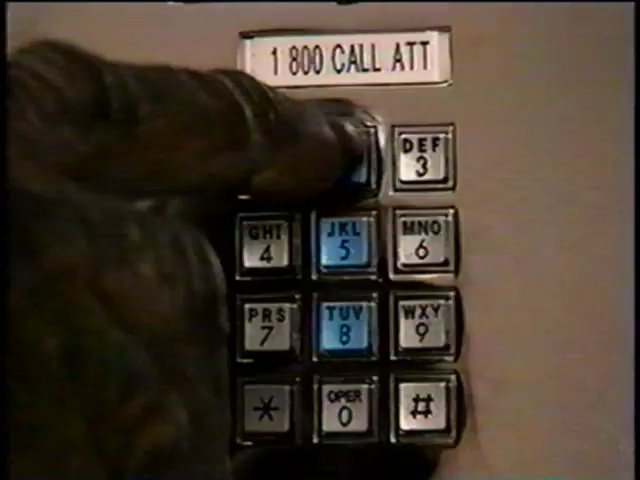 1 800 CALL ATT
DEF
3
GHI JKL MNO
4 5 6
PRS TUV WXY
7 8 9
OPER
* 0 #